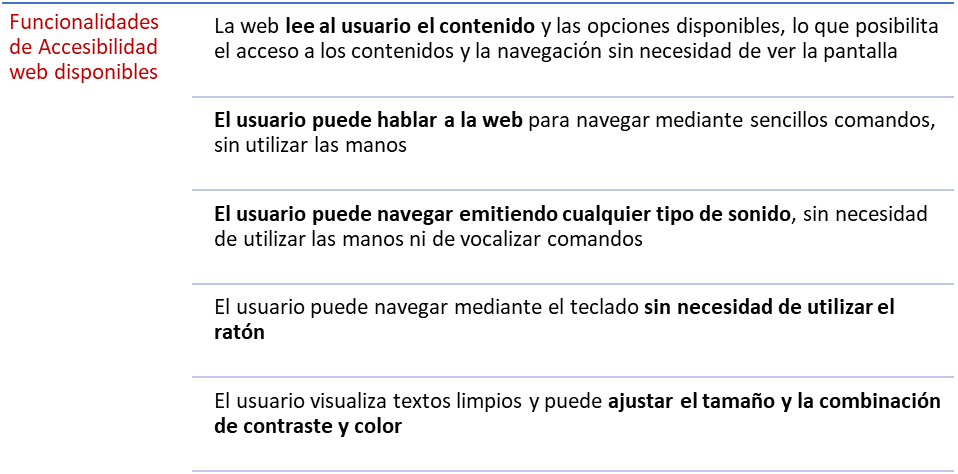 Funcionalidades
de Accesibilidad
web disponibles
La web lee al usuario el contenido y las opciones disponibles, lo que posibilita
el acceso a los contenidos y la navegación sin necesidad de ver la pantalla
El usuario puede hablar a la web para navegar mediante sencillos comandos,
sin utilizar las manos
El usuario puede navegar emitiendo cualquier tipo de sonido, sin necesidad
de utilizar las manos ni de vocalizar comandos
El usuario puede navegar mediante el teclado sin necesidad de utilizar el
ratón
El usuario visualiza textos limpios y puede ajustar el tamaño y la combinación
de contraste y color